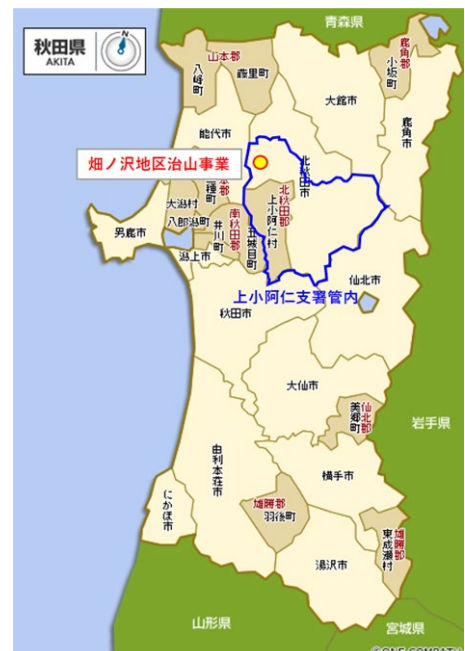 青森県
秋田県
AKITA
山本郡
八峰町
藤里町
鹿角郡
小坂町
大館市
鹿角市
能代市
畑ノ沢地区治山事業
北秋田市
本郡
種町
大潟村
八郎潟町
男鹿市
井川町
南秋田郡
五城目町
北秋田郡
上小阿仁村
潟上市
上小阿仁支署管内
仙北市
秋田市
大仙市
仙北郡
美郷町
岩手県
由利本荘市
横手市
にかほ市
雄勝郡
羽後町
雄勝郡
東成瀬村
湯沢市
山形県
宮城県